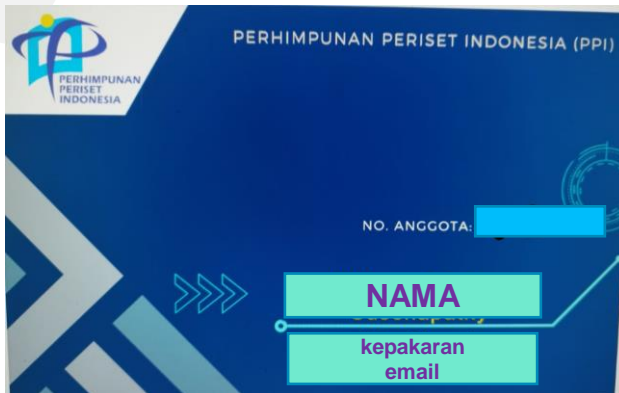 PERHIMPUNAN PERISET INDONESIA (PPI)
PERHIMPUNAN
PERISET
INDONESIA
NO. ANGGOTA:
NAMA
kepakaran
email